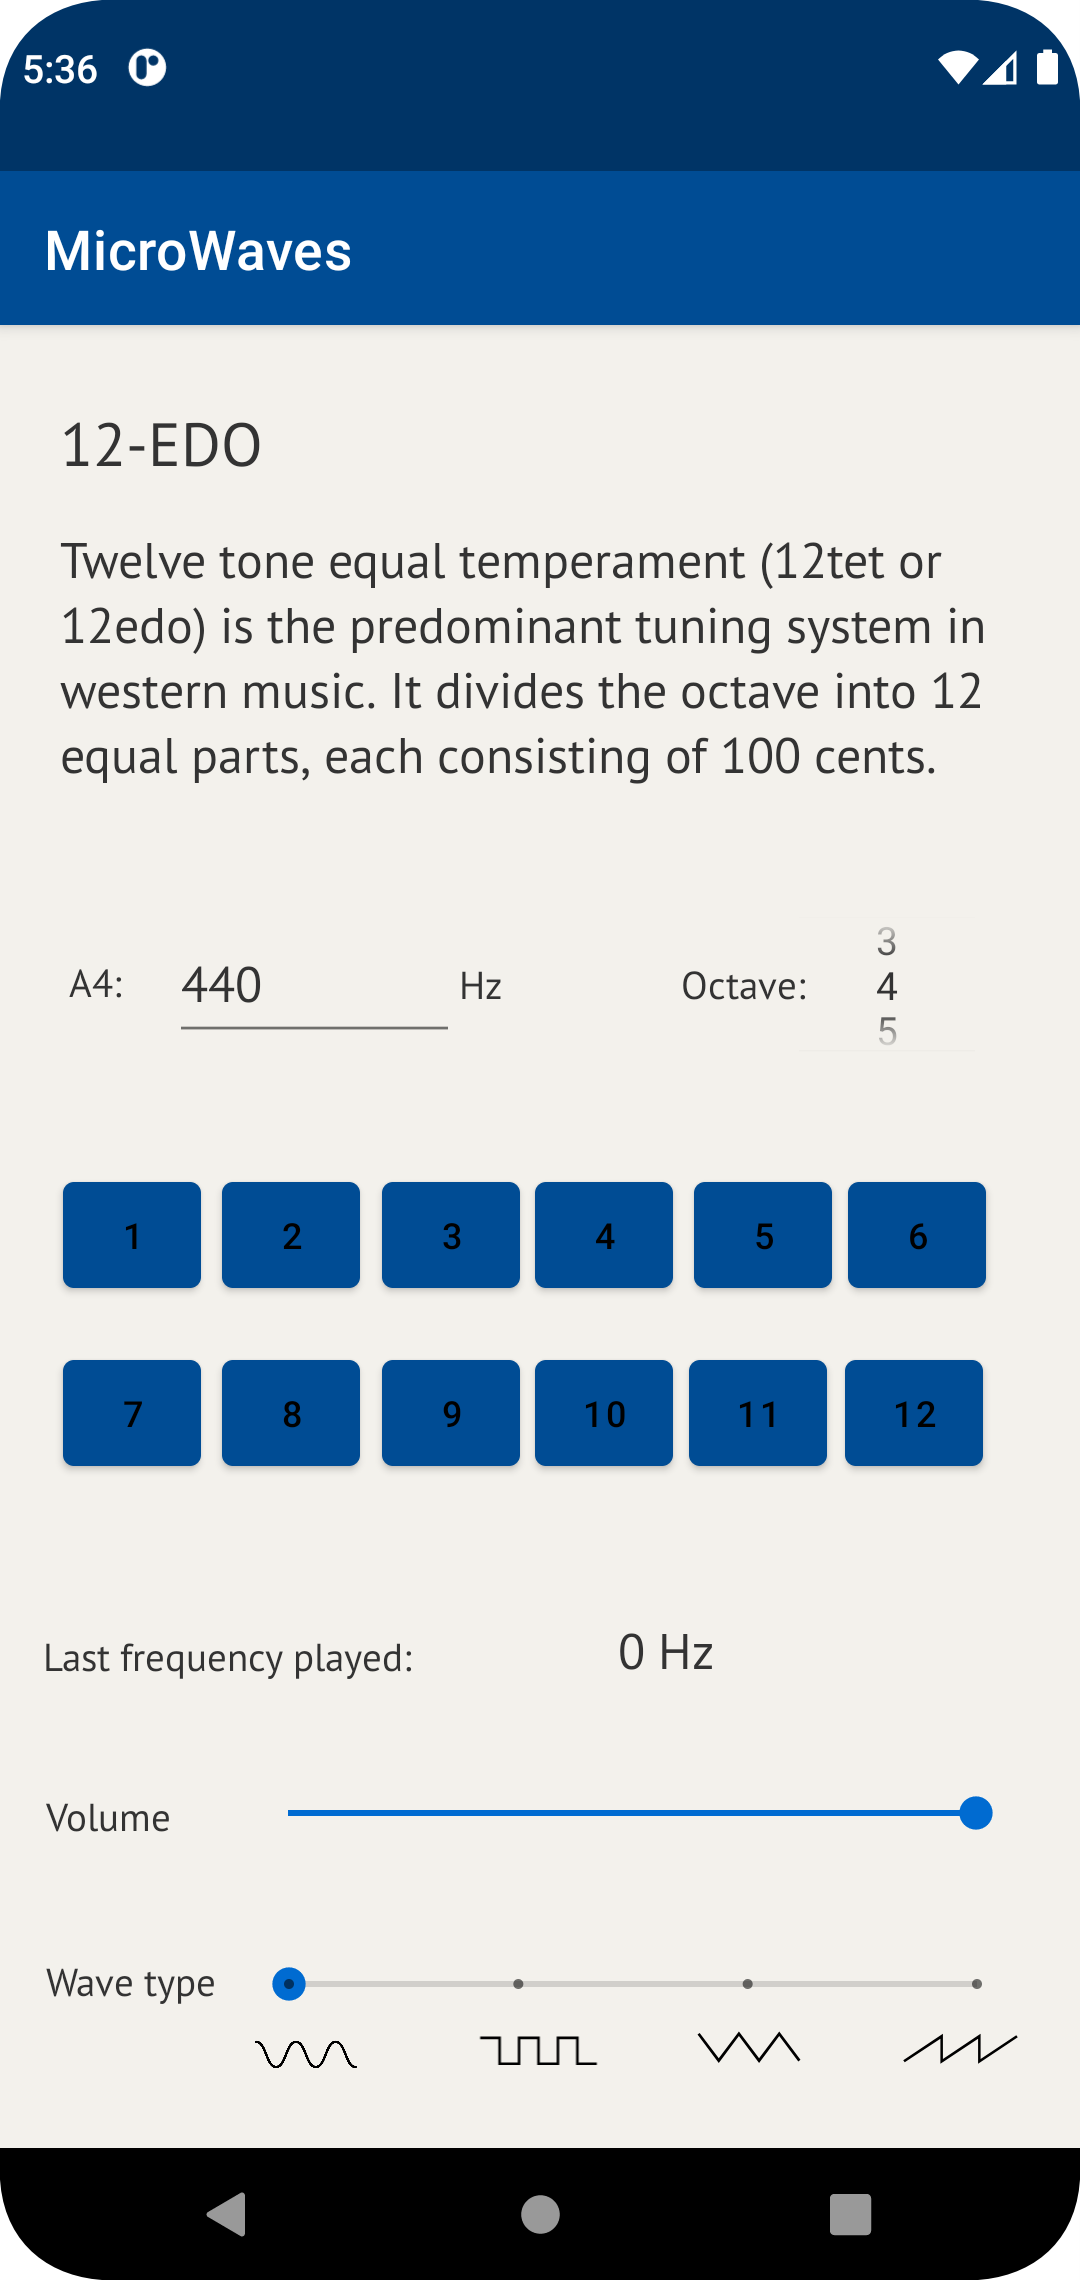 5:36
MicroWaves
12-EDO
Twelve tone equal temperament (12tet or
12edo) is the predominant tuning system in
western music. It divides the octave into 12
equal parts, each consisting of 100 cents.
3
A4: 440 Hz Octave: 4
5
1 2 3 4 5 6
7 8 9 10 11 12
Last frequency played: 0 Hz
Volume
Wave type